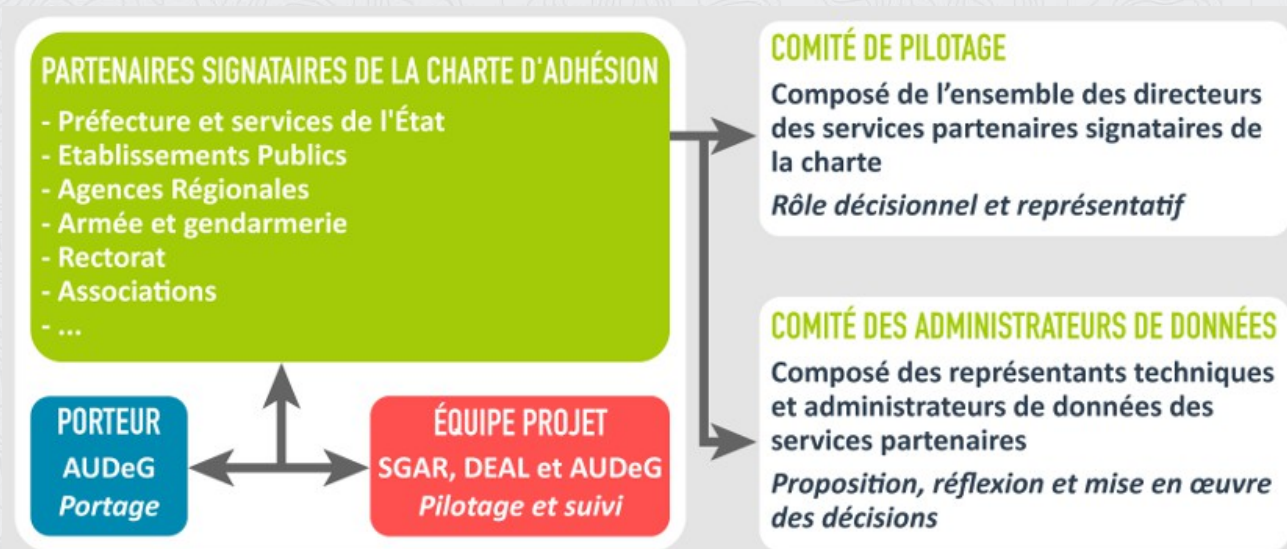 PARTENAIRES SIGNATAIRES DE LA CHARTE D'ADHÉSION
- Préfecture et services de l'État
- Etablissements Publics
- Agences Régionales
- Armée et gendarmerie
- Rectorat
- Associations
- ...
PORTEUR
AUDeG
Portage
ÉQUIPE PROJET
SGAR, DEAL et AUDeG
Pilotage et suivi
COMITÉ DE PILOTAGE
Composé de l’ensemble des directeurs
des services partenaires signataires de
la charte
Rôle décisionnel et représentatif
COMITÉ DES ADMINISTRATEURS DE DONNÉES
Composé des représentants techniques
et administrateurs de données des
services partenaires
Proposition, réflexion et mise en œuvre
des décisions